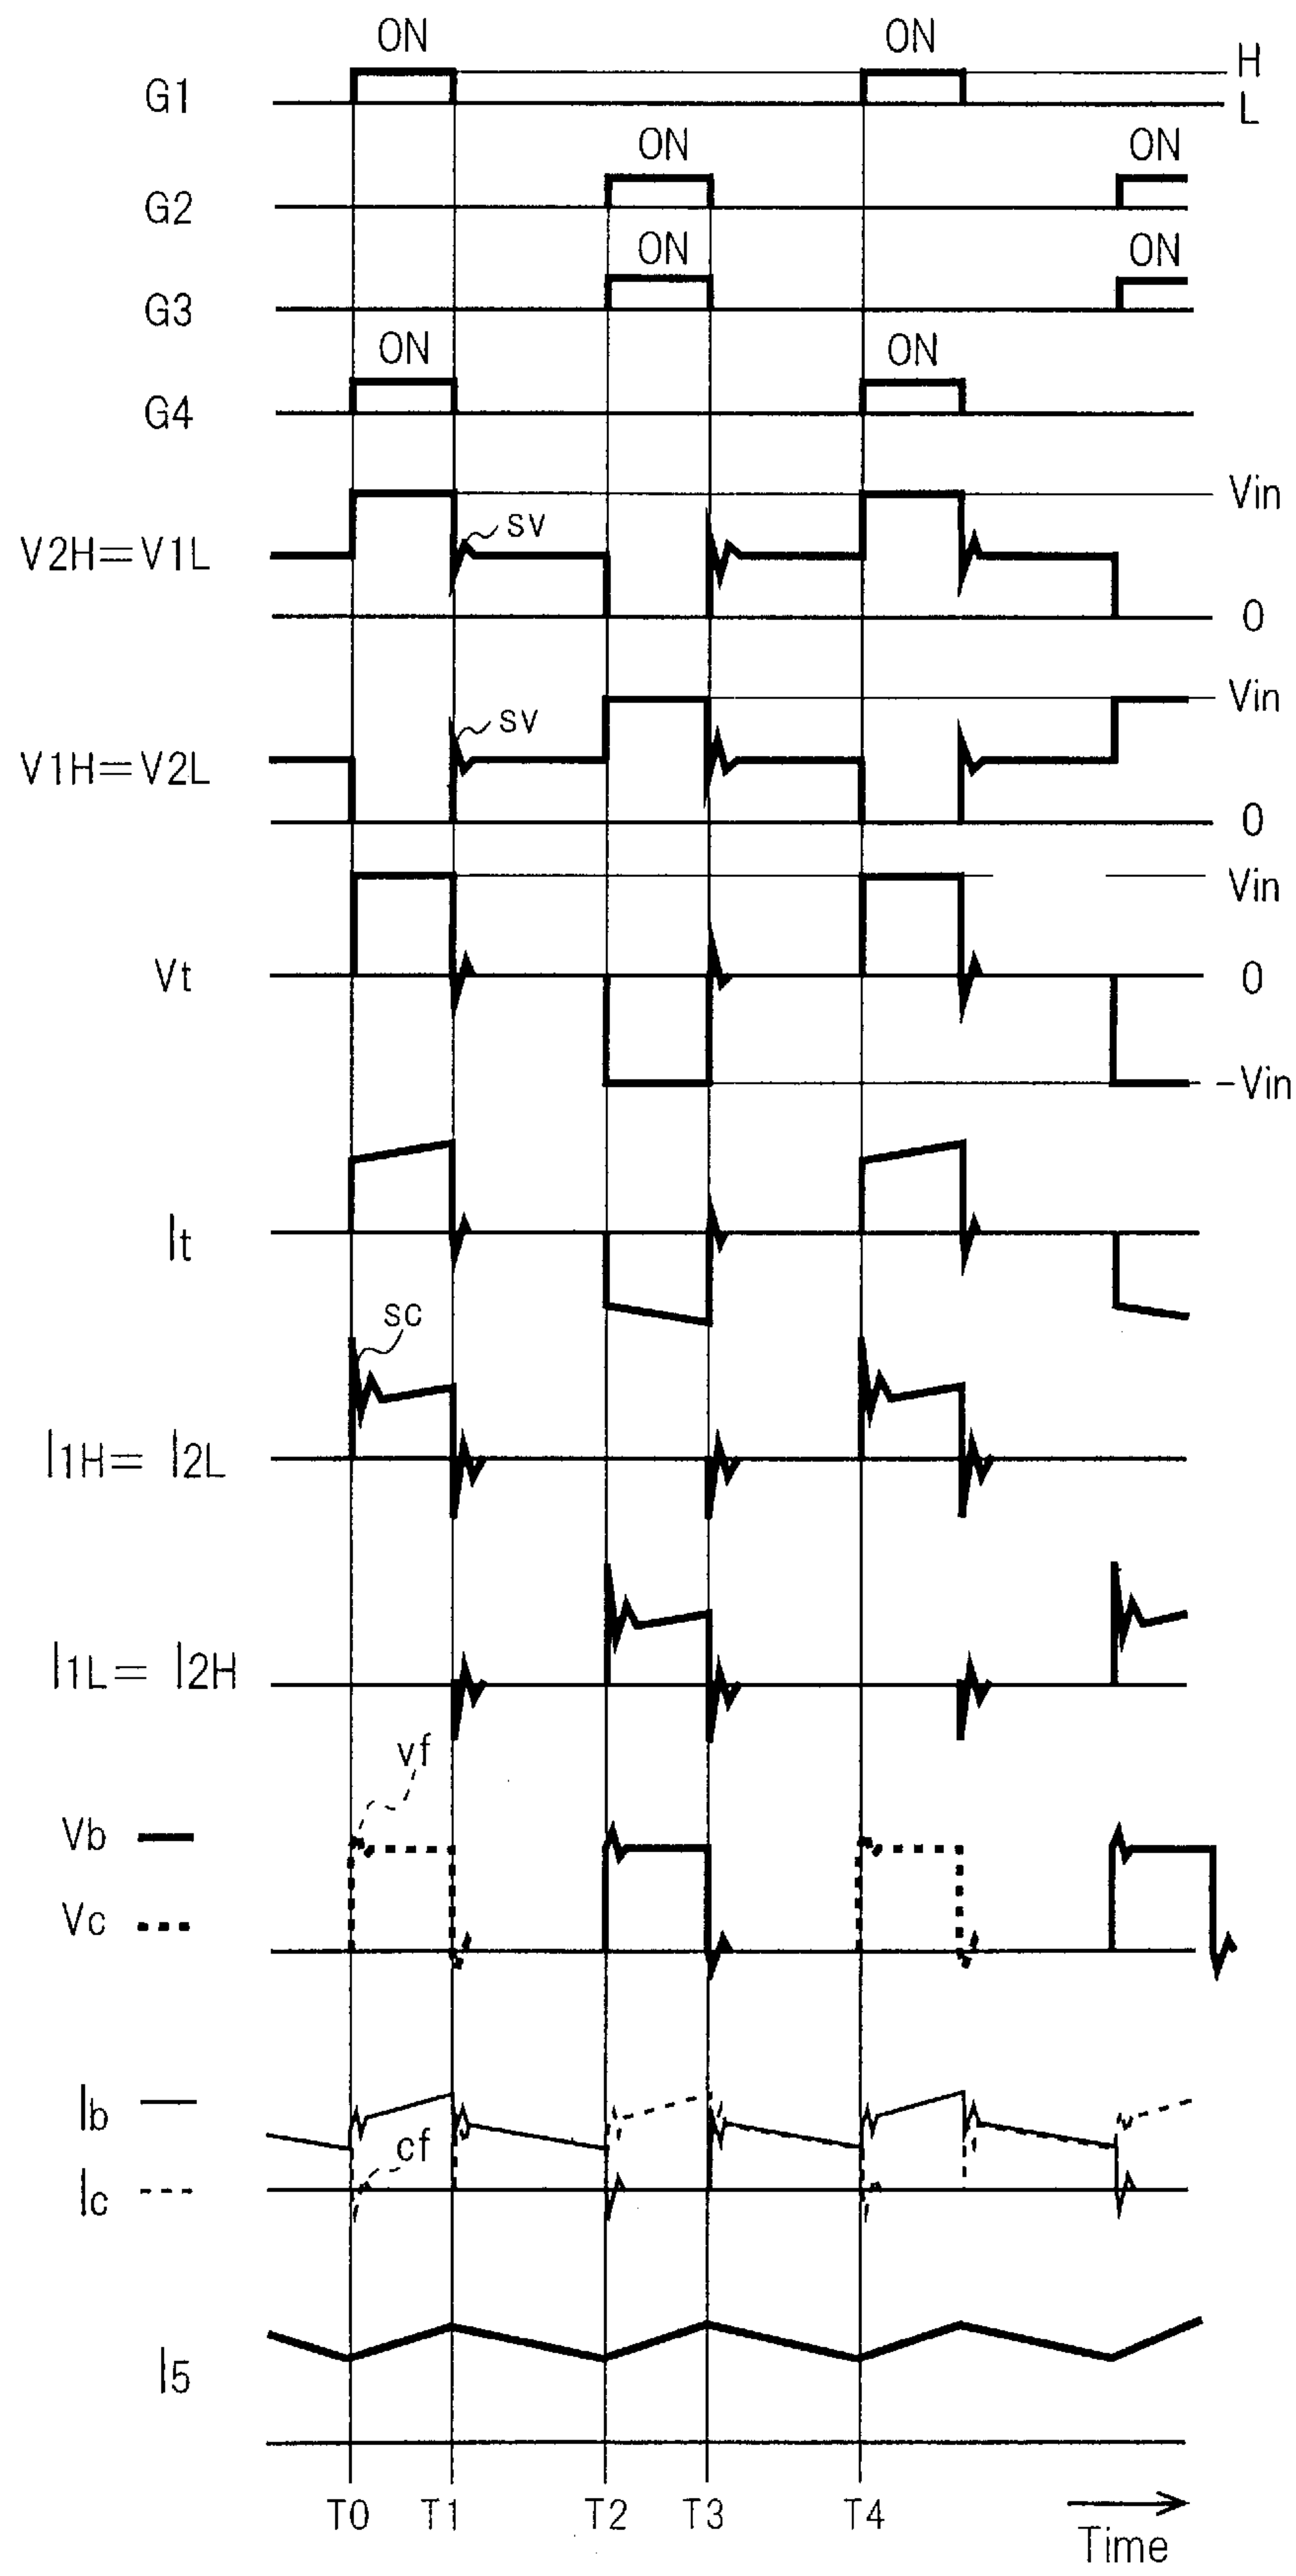 ON ON
H
G1
L
ON ON
G2
ON ON
G3
ON ON
G4
Vin
sv
V2H=V1L
0
Vin
sv
V1H=V2L
0
Vin
Vt 0
-Vin
It
sc
I1H= I2L
I1L= I2H
vf
Vb
Vc
Ib
cf
Ic
I5
T0 T1 T2 T3 T4
Time